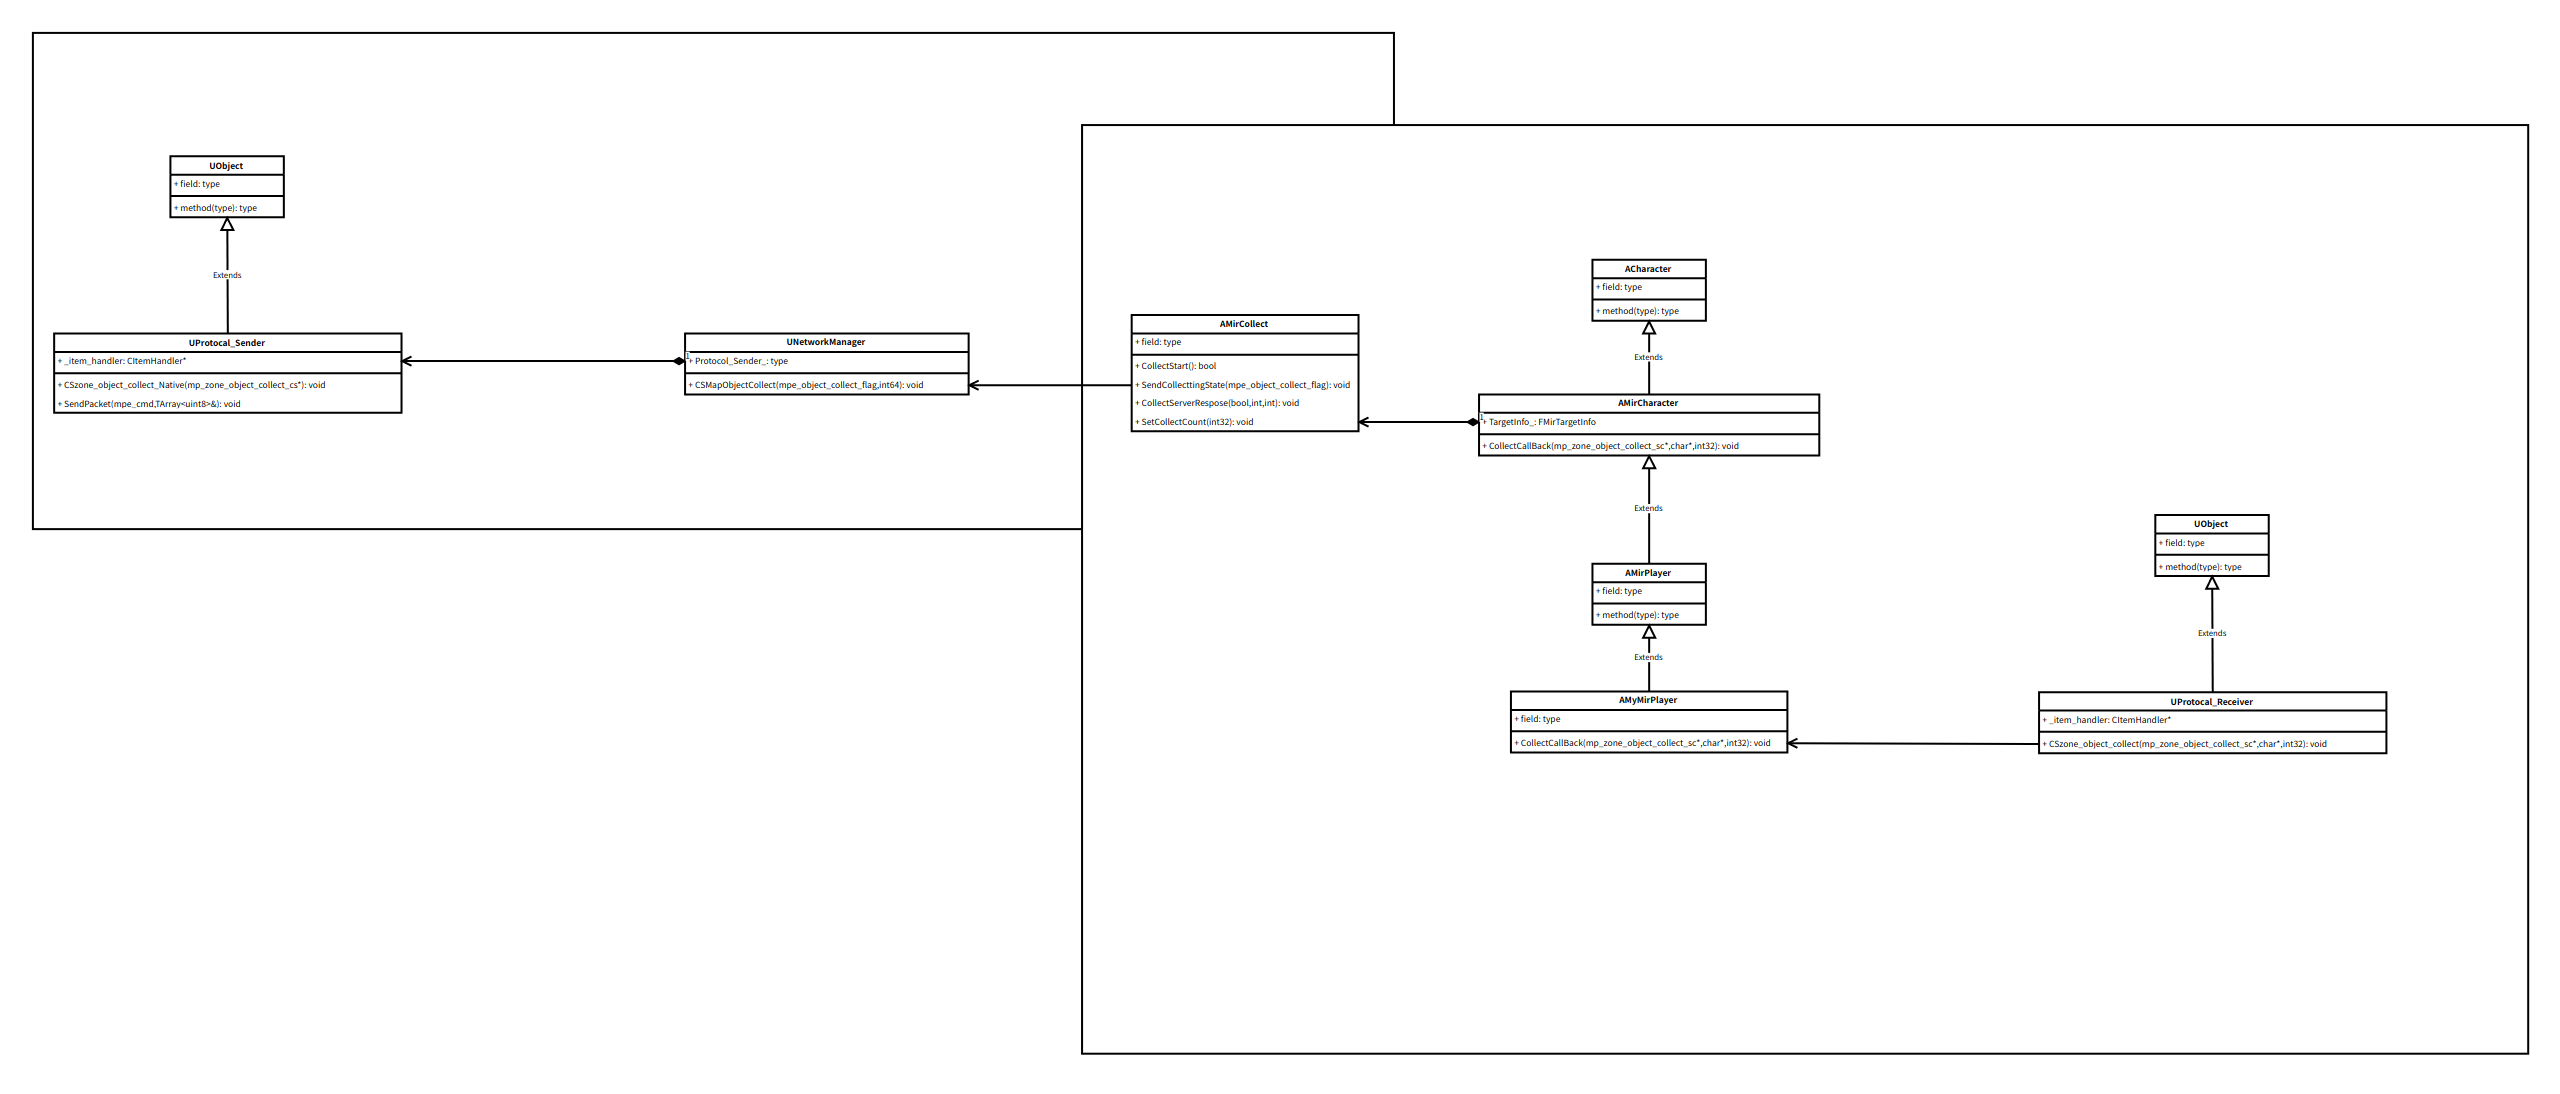 UObject
+ field: type
+ method(type): type
Extends
UProtocal_Sender
+ _item_handler: CItemHandler*
+ CSzone_object_collect_Native(mp_zone_object_collect_cs*): void
+ SendPacket(mpe_cmd,TArray<uint8>&): void
UNetworkManager
1
+ Protocol_Sender_: type
+ CSMapObjectCollect(mpe_object_collect_flag,int64): void
AMirCollect
+ field: type
+ CollectStart(): bool
+ SendCollecttingState(mpe_object_collect_flag): void
+ CollectServerRespose(bool,int,int): void
+ SetCollectCount(int32): void
ACharacter
+ field: type
+ method(type): type
Extends
AMirCharacter
1
+ TargetInfo_: FMirTargetInfo
+ CollectCallBack(mp_zone_object_collect_sc*,char*,int32): void
Extends
AMirPlayer
+ field: type
+ method(type): type
Extends
AMyMirPlayer
+ field: type
+ CollectCallBack(mp_zone_object_collect_sc*,char*,int32): void
UObject
+ field: type
+ method(type): type
Extends
UProtocal_Receiver
+ _item_handler: CItemHandler*
+ CSzone_object_collect(mp_zone_object_collect_sc*,char*,int32): void